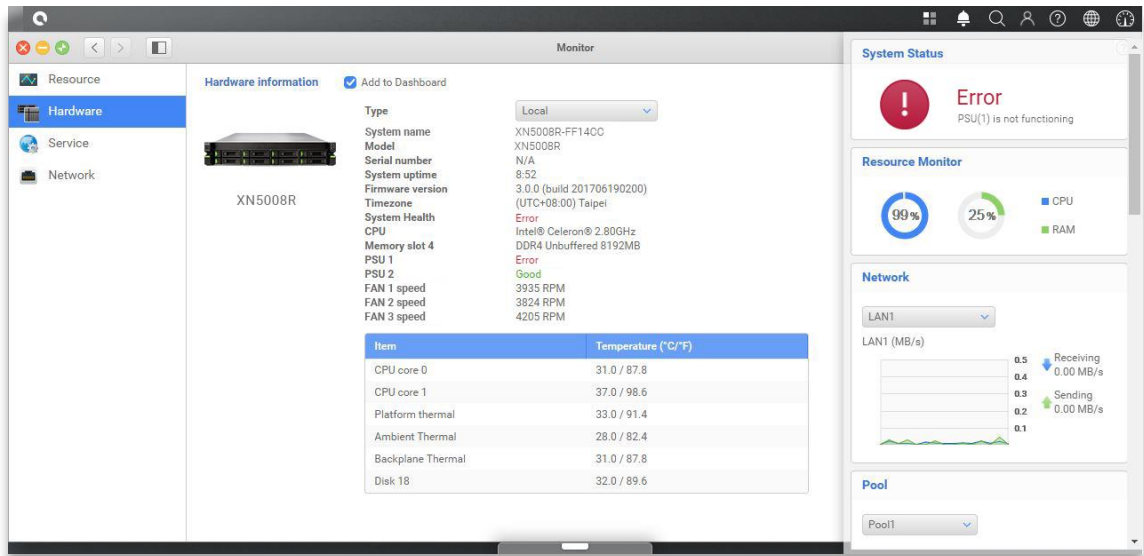 Monitor
Resource
Hardware
Service
Network
Hardware information
Add to Dashboard
XN5008R
Type Local
System name XN5008R-FF14CC
Model XN5008R
Serial number N/A
System uptime 8:52
Firmware version 3.0.0 (build 201706190200)
Timezone (UTC+08:00) Taipei
System Health Error
CPU Intel® Celeron® 2.80GHz
Memory slot 4 DDR4 Unbuffered 8192MB
PSU 1 Error
PSU 2 Good
FAN 1 speed 3935 RPM
FAN 2 speed 3824 RPM
FAN 3 speed 4205 RPM
Item Temperature (°C/°F)
CPU core 0 31.0 / 87.8
CPU core 1 37.0 / 98.6
Platform thermal 33.0 / 91.4
Ambient Thermal 28.0 / 82.4
Backplane Thermal 31.0 / 87.8
Disk 18 32.0 / 89.6
System Status
Error
PSU(1) is not functioning
Resource Monitor
99%
25%
CPU
RAM
Network
LAN1
LAN1 (MB/s)
0.5
0.4
0.3
0.2
0.1
Receiving
0.00 MB/s
Sending
0.00 MB/s
Pool
Pool1